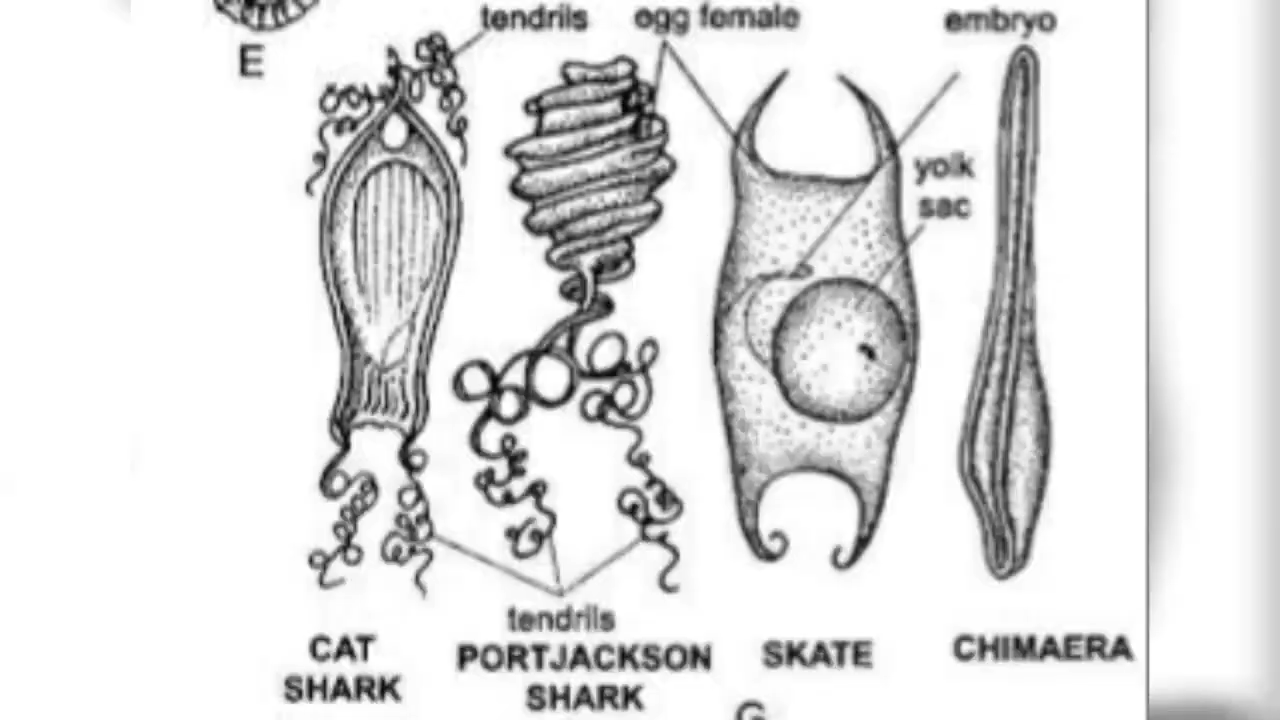 tendrils
egg female
embryo
E
yolk
sac
tendrils
CAT
SHARK
PORTJACKSON
SHARK
SKATE
CHIMAERA
G